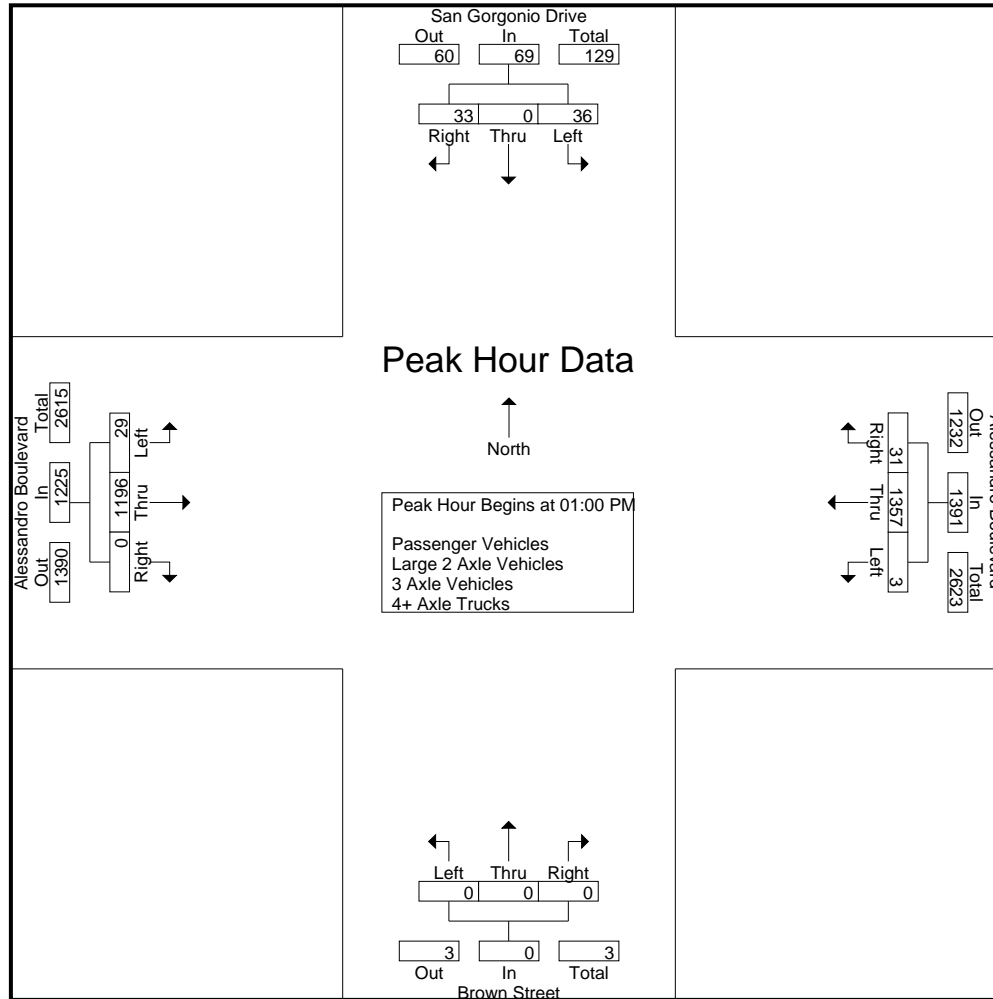 San Gorgonio Drive
Out In Total
60 69 129
33 0 36
Right Thru Left
Peak Hour Data
North
Peak Hour Begins at 01:00 PM
Passenger Vehicles
Large 2 Axle Vehicles
3 Axle Vehicles
4+ Axle Trucks
Alessandro Boulevard
Total In Out
2615 1225 1390
29 1196 0
Left Thru Right
Out In Total
1232 1391 2623
31 1357 3
Right Thru Left
Left Thru Right
0 0 0
3 0 3
Out In Total
Brown Street